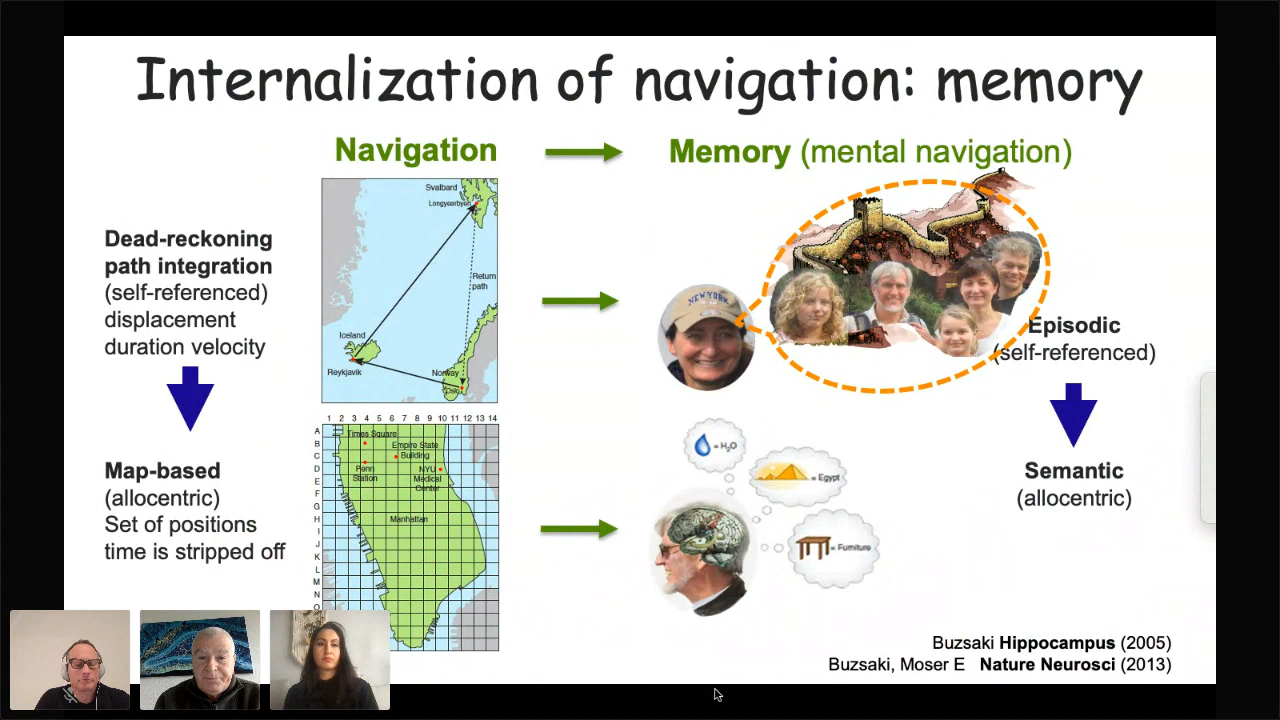 Internalization of navigation: memory
Navigation
Memory (mental navigation)
Dead-reckoning
path integration
(self-referenced)
displacement
duration velocity
Svalbard
Longyearbyen
Return
path
Iceland
Reykjavik
Norway
Oslo
NEW YORK
Episodic
(self-referenced)
Map-based
(allocentric)
Set of positions
time is stripped off
1 2 3 4 5 6 7 8 9 10 11 12 13 14
A
B
C
D
E
F
G
H
I
J
K
L
M
N
O
Times Square
Empire State
Building
Penn
Station
NYU
Medical
Center
Manhattan
= H₂O
= Egypt
= Furniture
Semantic
(allocentric)
Buzsaki Hippocampus (2005)
Buzsaki, Moser E Nature Neurosci (2013)